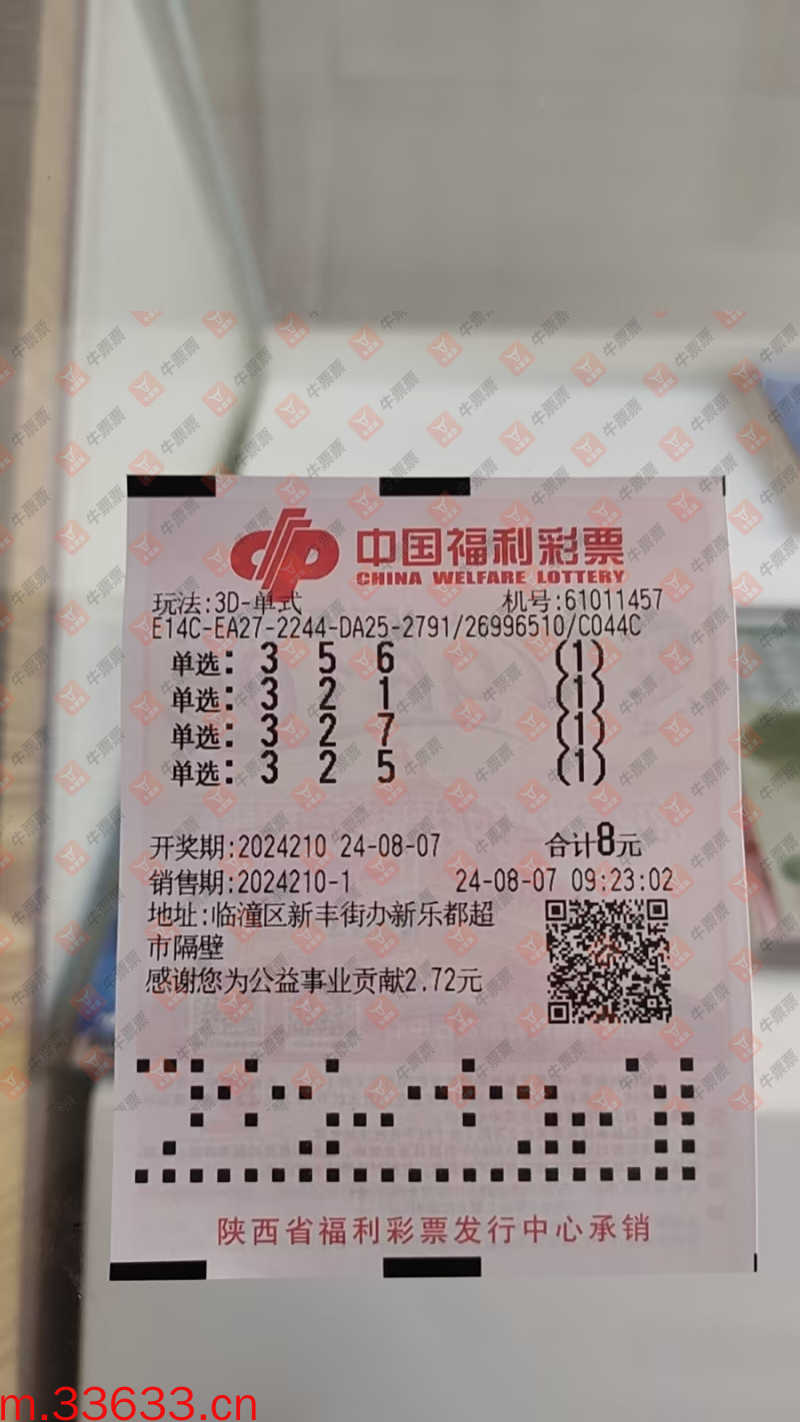 中国福利彩票
CHINA WELFARE LOTTERY
玩法:3D-单式 机号:61011457
E14C-EA27-2244-DA25-2791/26996510/C044C
单选: 3 5 6 (1)
单选: 3 2 1 (1)
单选: 3 2 7 (1)
单选: 3 2 5 (1)
开奖期:2024210 24-08-07 合计8元
销售期:2024210-1 24-08-07 09:23:02
地址:临潼区新丰街办新乐都超
市隔壁
感谢您为公益事业贡献2.72元
陕西省福利彩票发行中心承销
牛票票
m.33633.cn